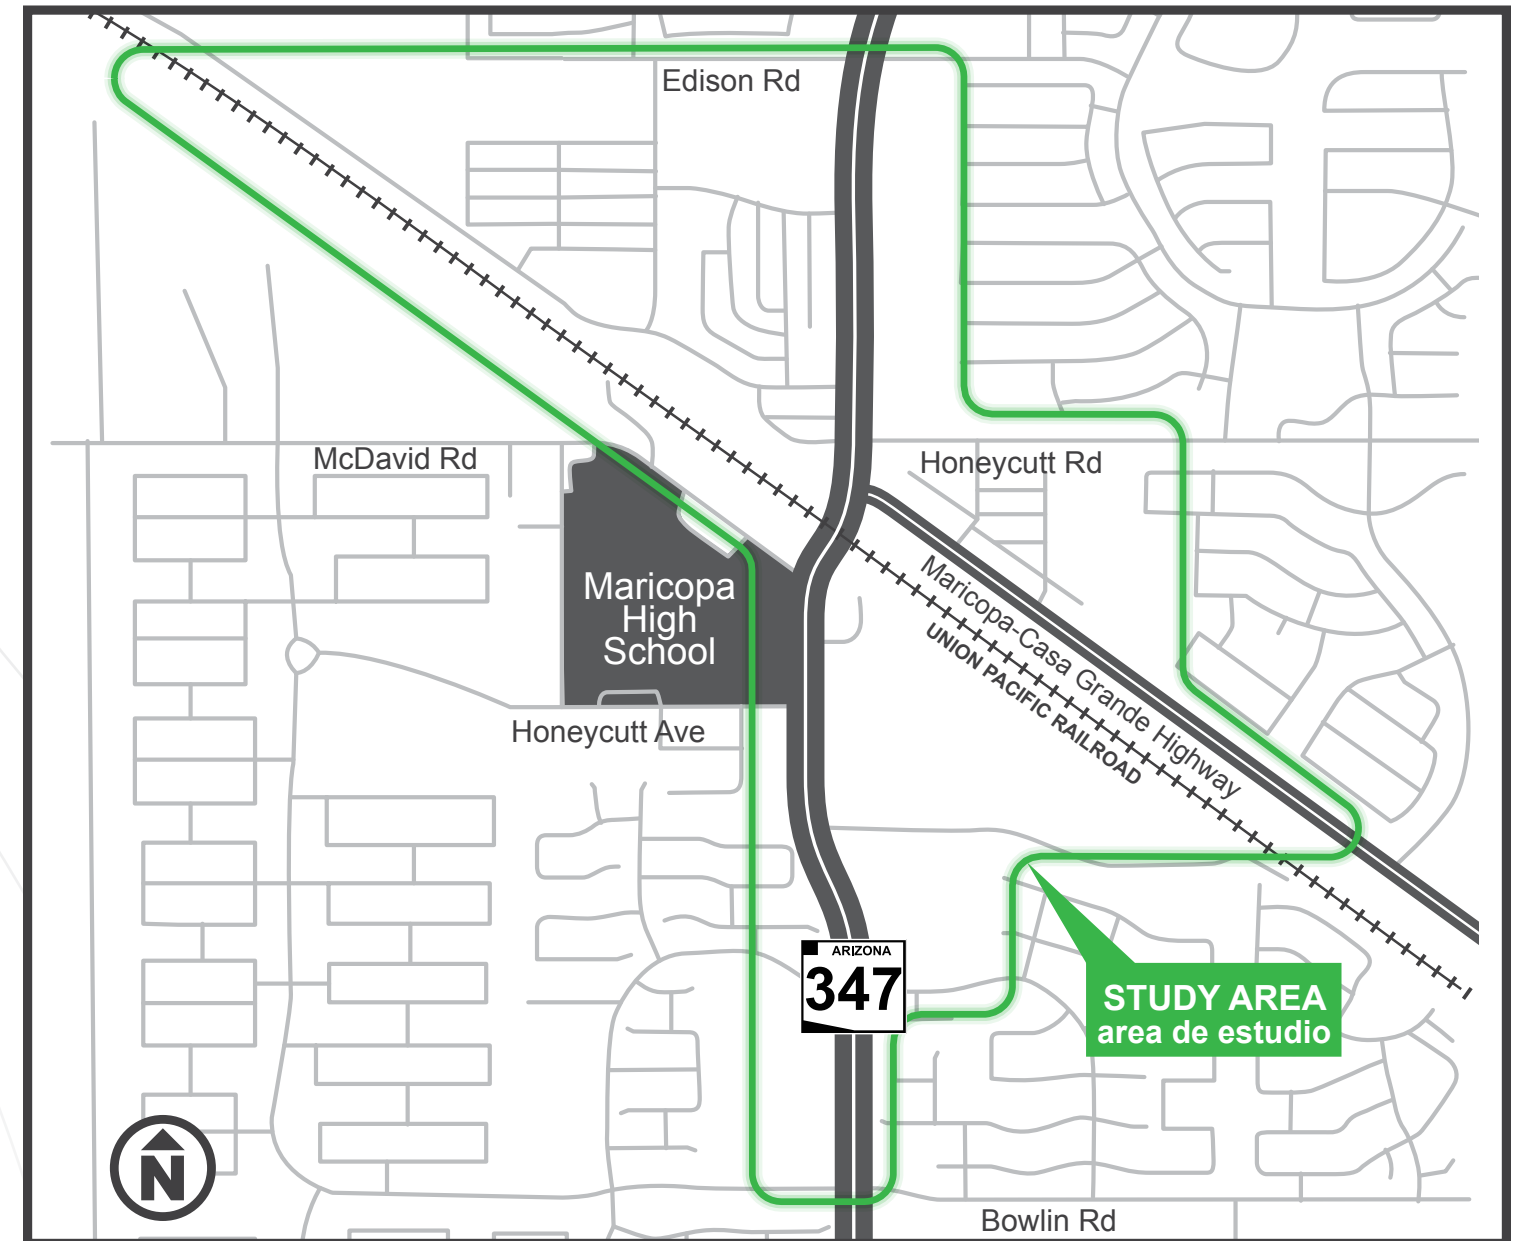 Edison Rd
McDavid Rd
Honeycutt Rd
Maricopa
High
School
Maricopa-Casa Grande Highway
UNION PACIFIC RAILROAD
Honeycutt Ave
ARIZONA
347
STUDY AREA
area de estudio
N
Bowlin Rd